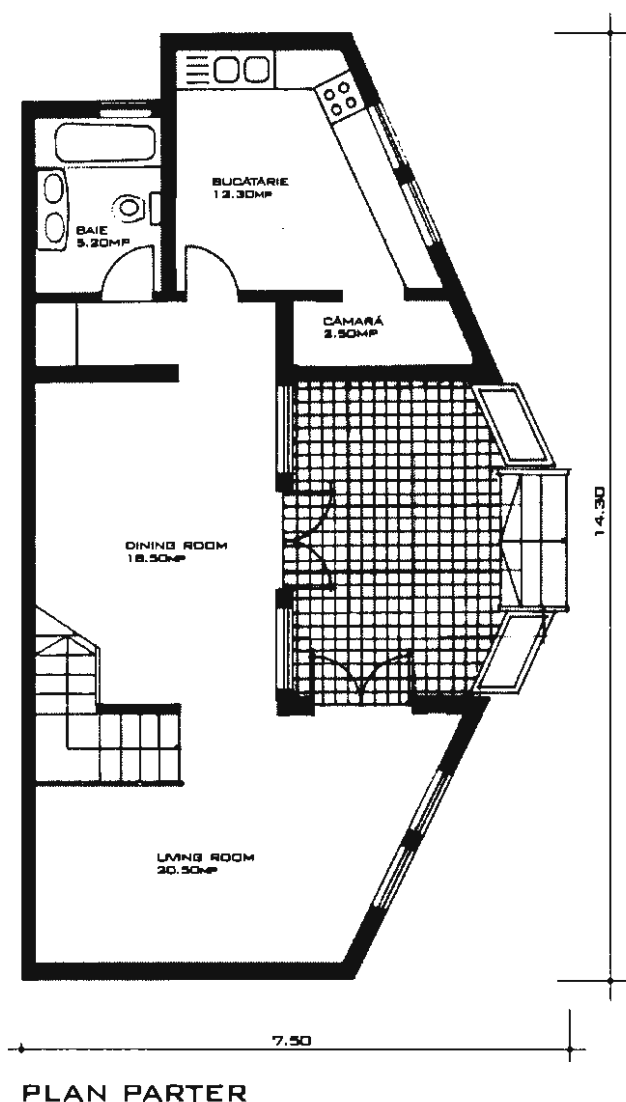 BUCĂTĂRIE
12.30MP
BAIE
5.20MP
CĂMARĂ
2.50MP
DINING ROOM
18.50MP
14.30
LIVING ROOM
20.50MP
7.50
PLAN PARTER